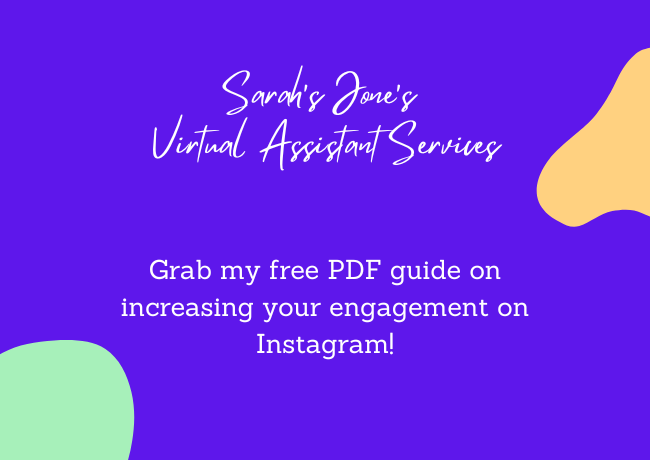 Sarah's Jone's
Virtual Assistant Services
Grab my free PDF guide on
increasing your engagement on
Instagram!